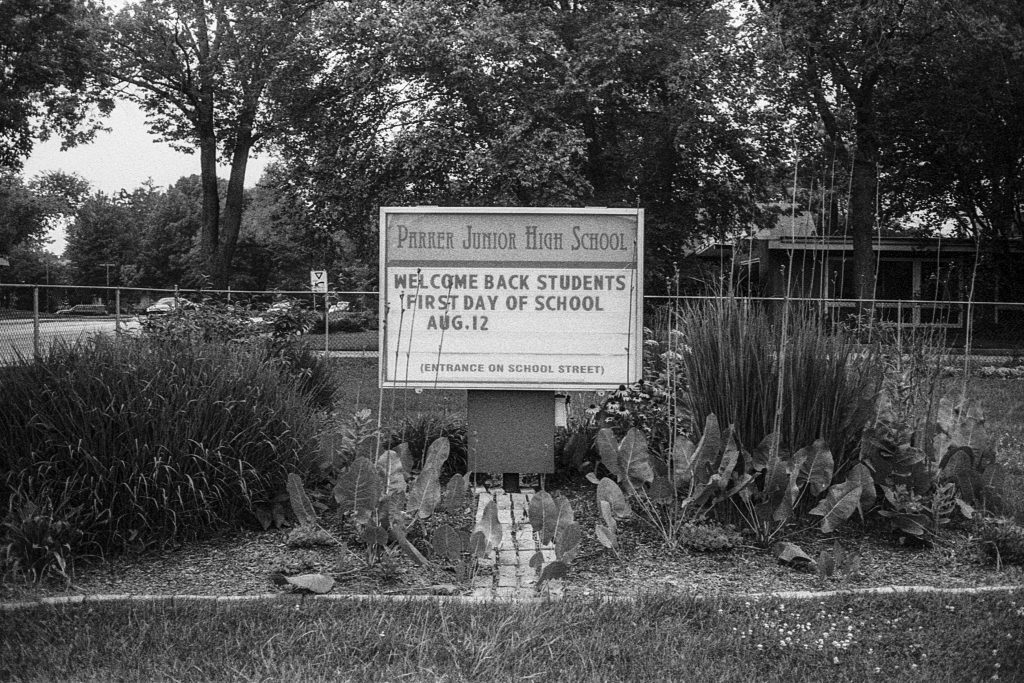 Parker Junior High School
WELCOME BACK STUDENTS
FIRST DAY OF SCHOOL
AUG.12
(ENTRANCE ON SCHOOL STREET)